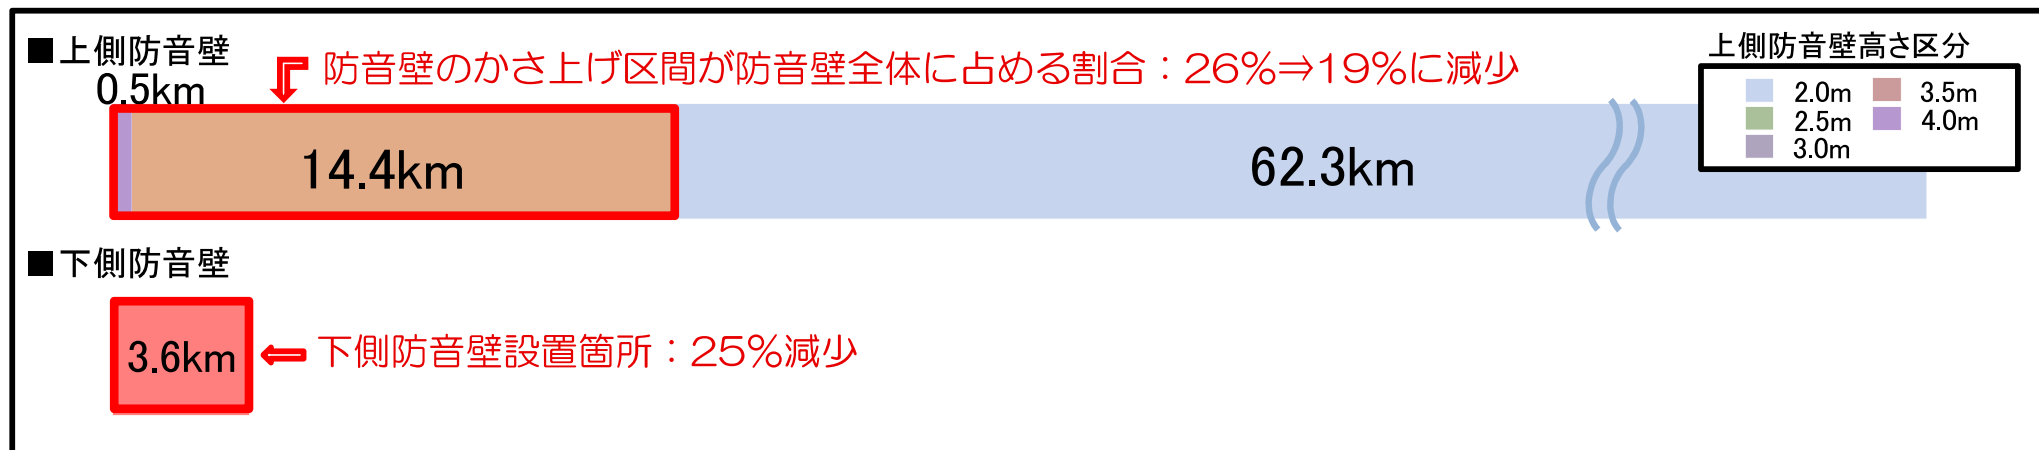 ■上側防音壁
0.5km
防音壁のかさ上げ区間が防音壁全体に占める割合：26%⇒19%に減少
14.4km
62.3km
上側防音壁高さ区分
2.0m
3.5m
2.5m
4.0m
3.0m
■下側防音壁
3.6km
下側防音壁設置箇所：25%減少